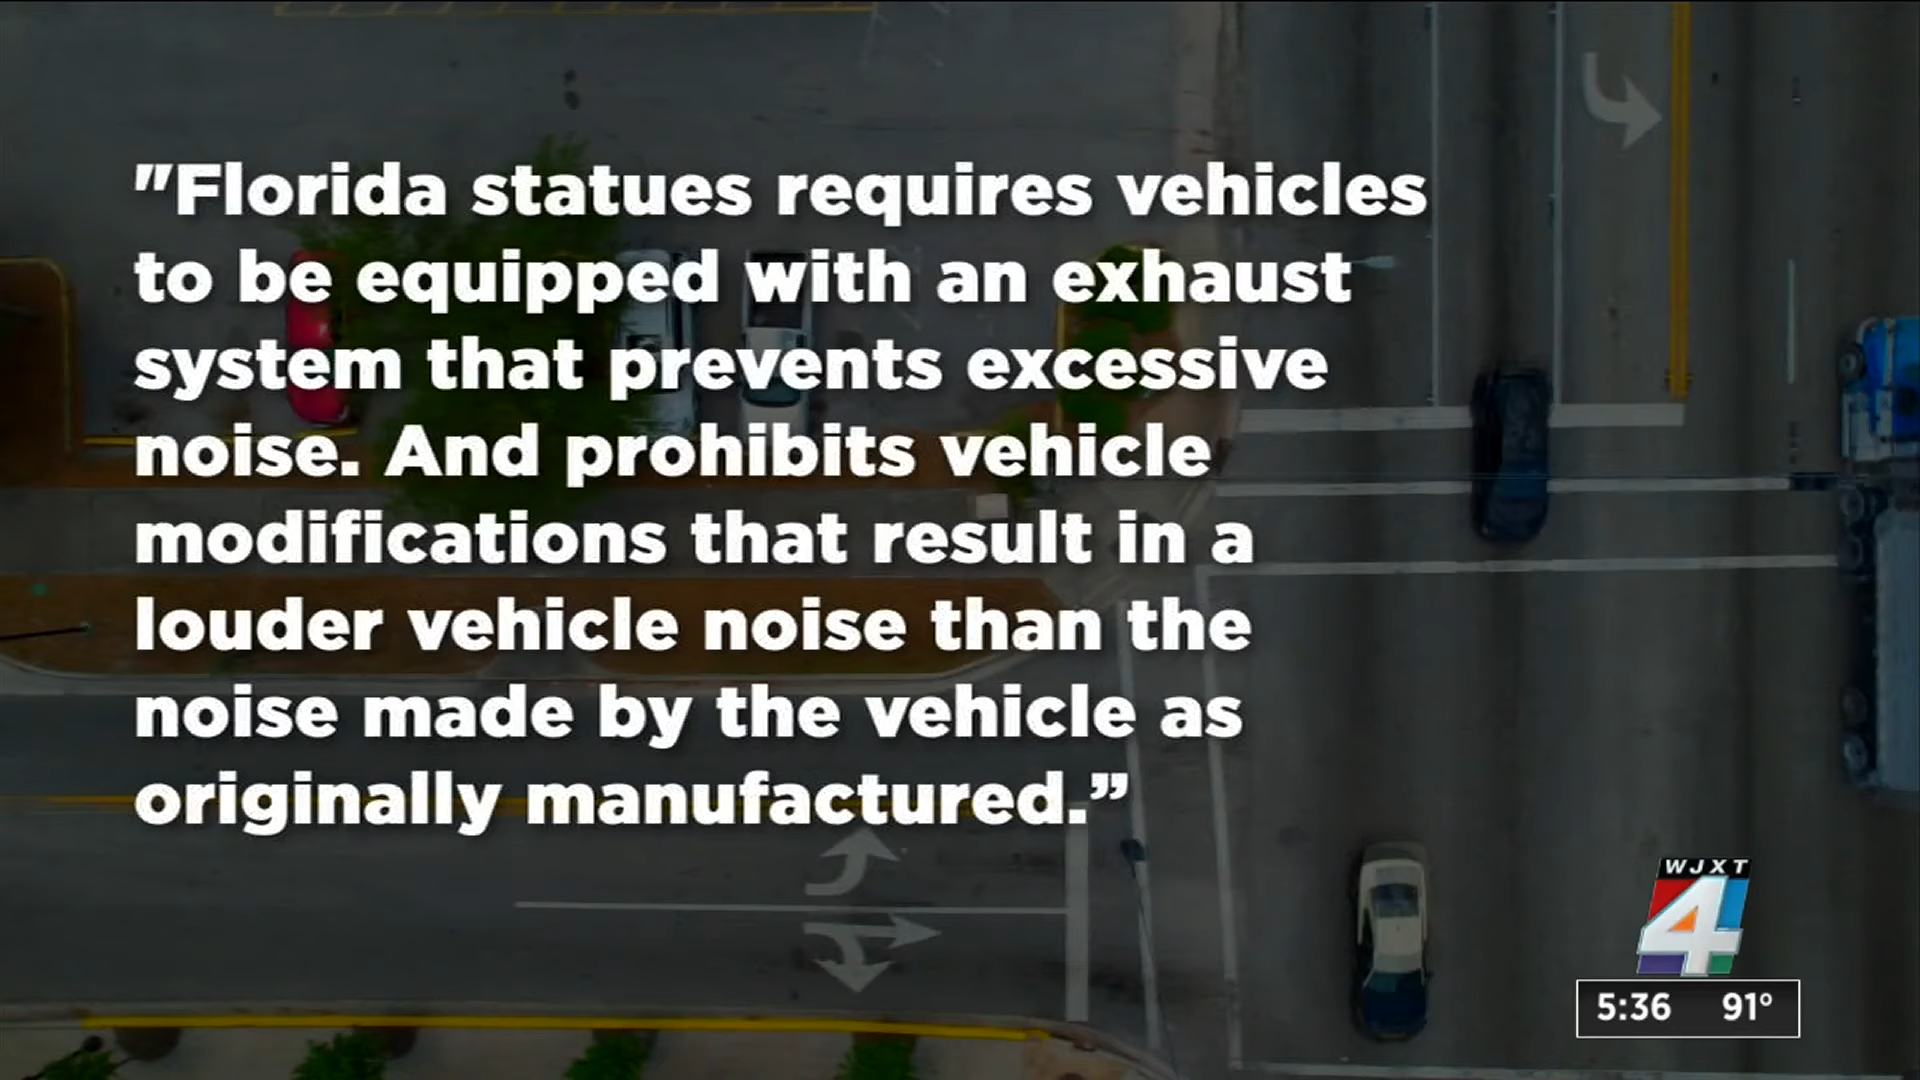 "Florida statues requires vehicles
to be equipped with an exhaust
system that prevents excessive
noise. And prohibits vehicle
modifications that result in a
louder vehicle noise than the
noise made by the vehicle as
originally manufactured.”
WJXT
4
5:36 91°